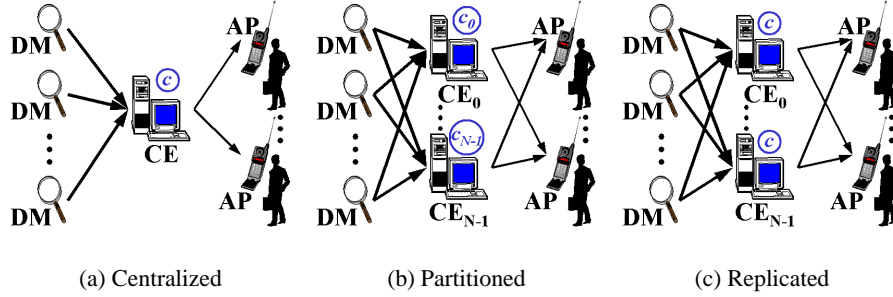 DM
DM
DM
c
CE
AP
AP
(a) Centralized
DM
DM
DM
c0
CE0
cN-1
CEN-1
AP
AP
(b) Partitioned
DM
DM
DM
c
CE0
c
CEN-1
AP
AP
(c) Replicated